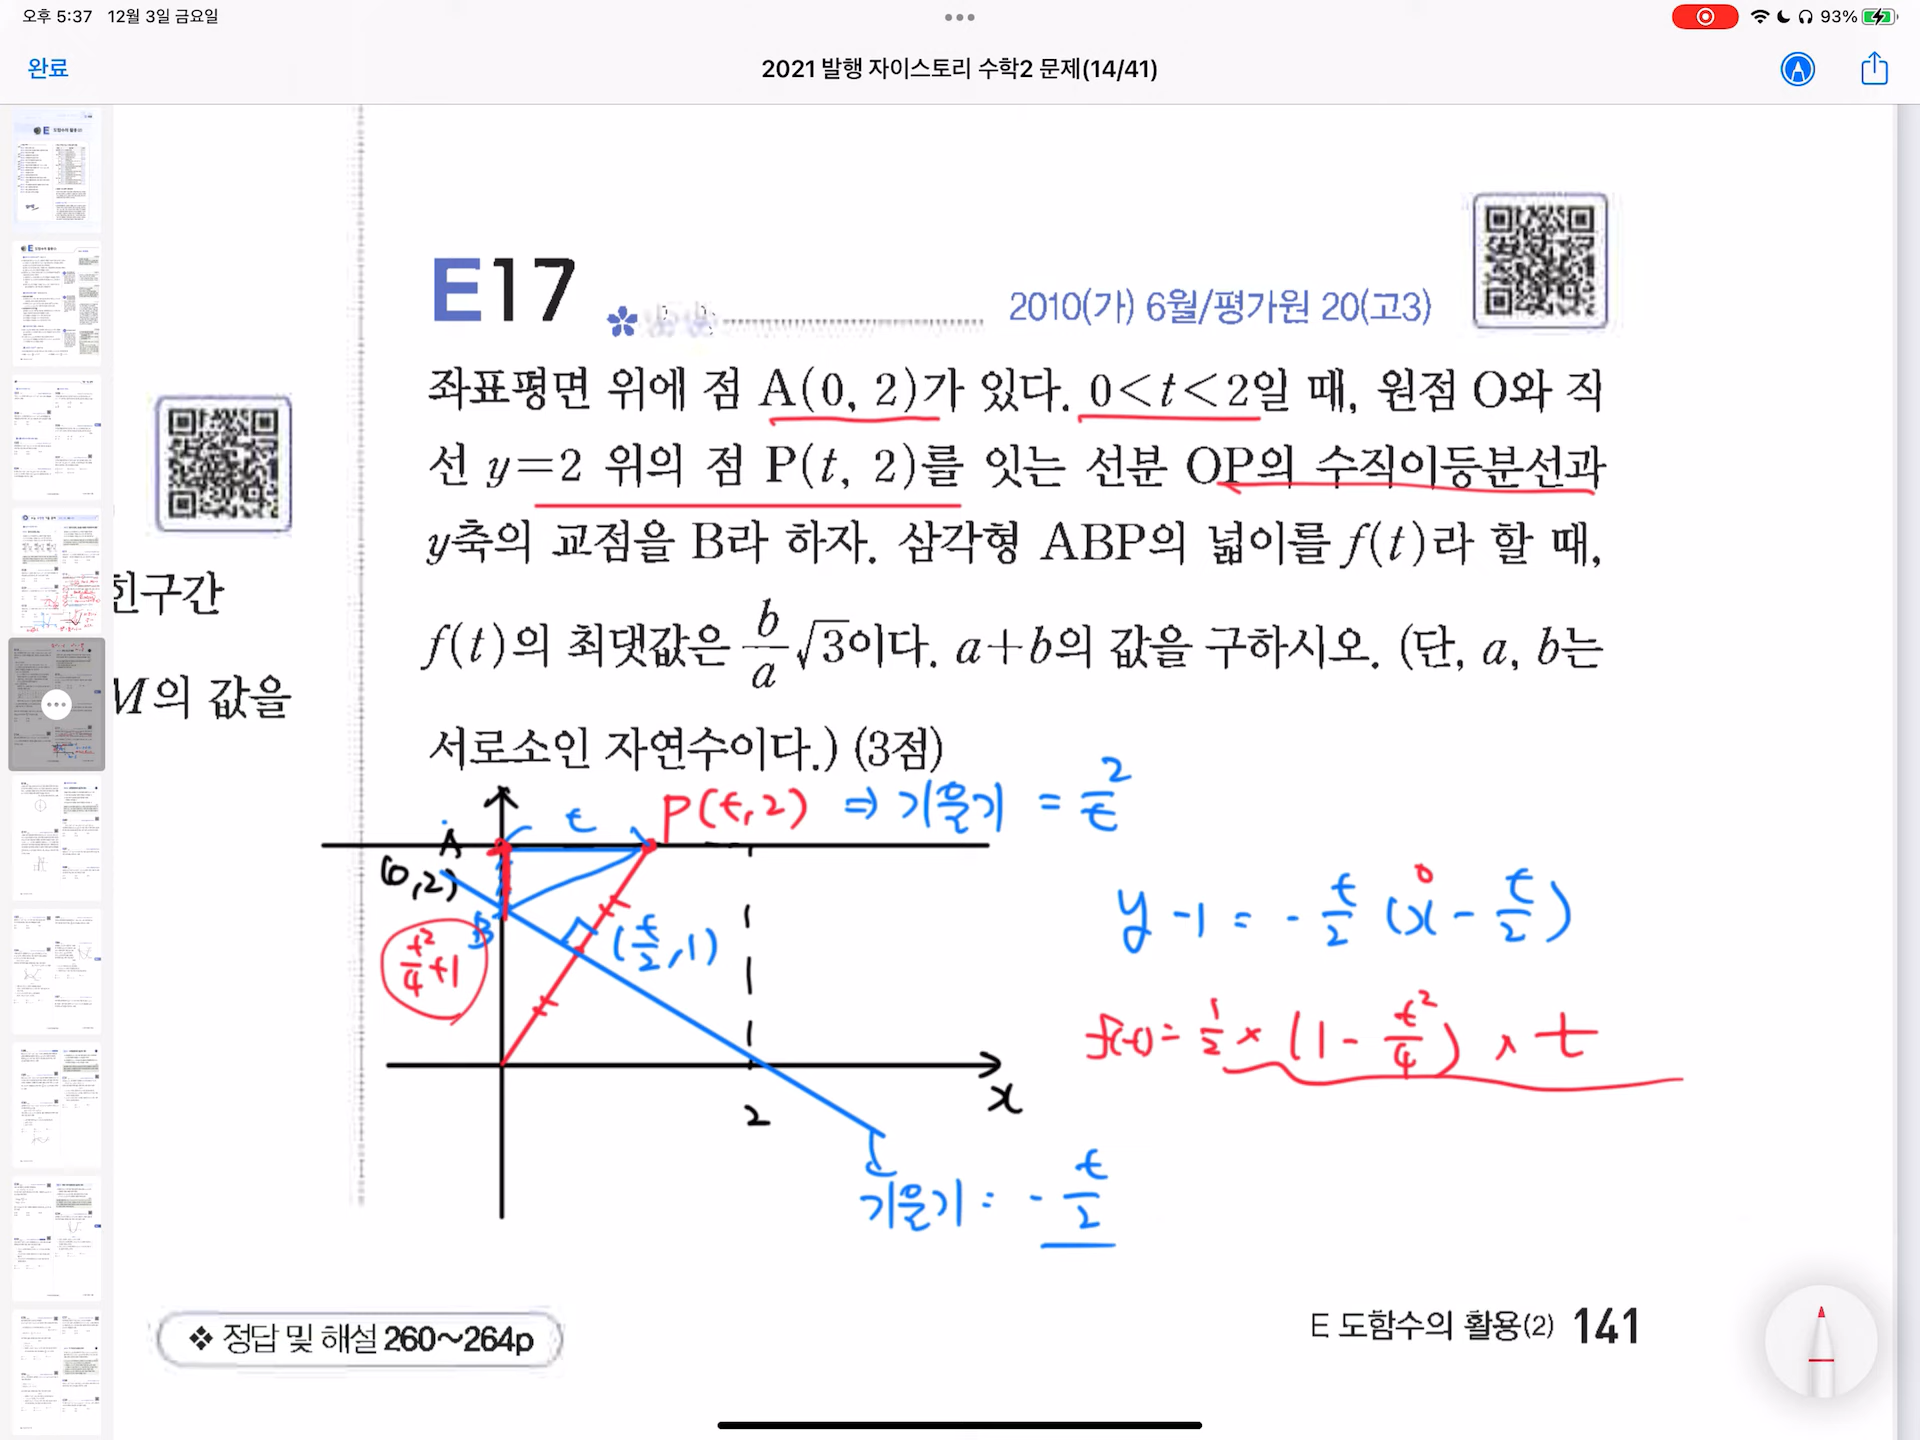 오후 5:37 12월 3일 금요일
93%
완료
2021 발행 자이스토리 수학2 문제(14/41)
E17
2010(가) 6월/평가원 20(고3)
좌표평면 위에 점 A(0, 2)가 있다. 0<t<2일 때, 원점 O와 직
선 y=2 위의 점 P(t, 2)를 잇는 선분 OP의 수직이등분선과
y축의 교점을 B라 하자. 삼각형 ABP의 넓이를 f(t)라 할 때,
f(t)의 최댓값은 b/a √3이다. a+b의 값을 구하시오. (단, a, b는
서로소인 자연수이다.) (3점)
힌구간
M의 값을
t P(t,2) ⇒ 기울기 = 2/t
A
(0,2)
B
t²/4+1
(t/2,1)
0
y-1 = -t/2 (x - t/2)
f(t) = 1/2 × (1 - t²/4) × t
x
2
기울기 : -t/2
❖ 정답 및 해설 260~264p
E 도함수의 활용(2) 141